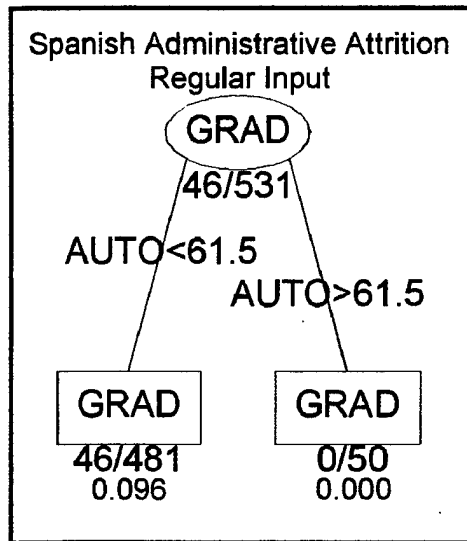 Spanish Administrative Attrition
Regular Input
GRAD
46/531
AUTO<61.5
AUTO>61.5
GRAD
GRAD
46/481
0/50
0.096
0.000